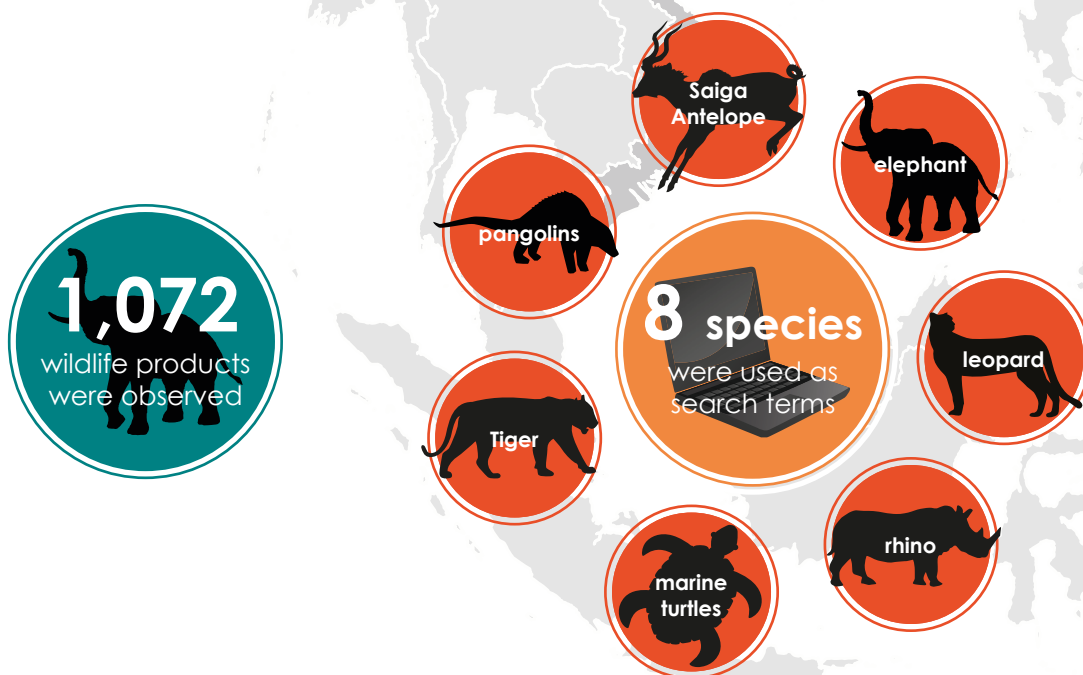 1,072
wildlife products
were observed
Saiga
Antelope
elephant
pangolins
8 species
were used as
search terms
leopard
Tiger
rhino
marine
turtles